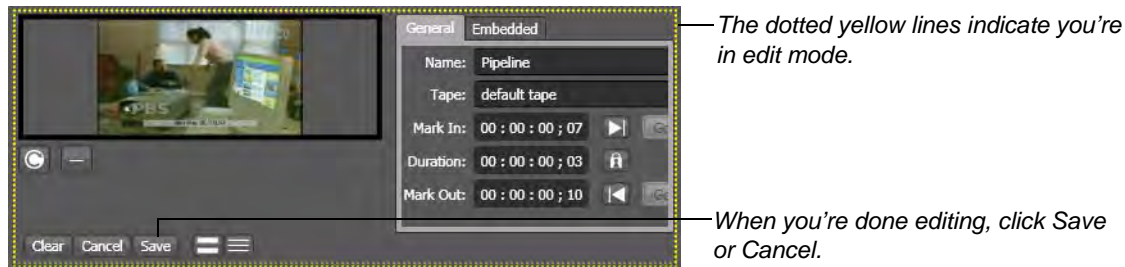 General Embedded
Name: Pipeline
Tape: default tape
Mark In: 00 : 00 : 00 ; 07
Duration: 00 : 00 : 00 ; 03
Mark Out: 00 : 00 : 00 ; 10
Clear Cancel Save
PBS
The dotted yellow lines indicate you're
in edit mode.
When you're done editing, click Save
or Cancel.